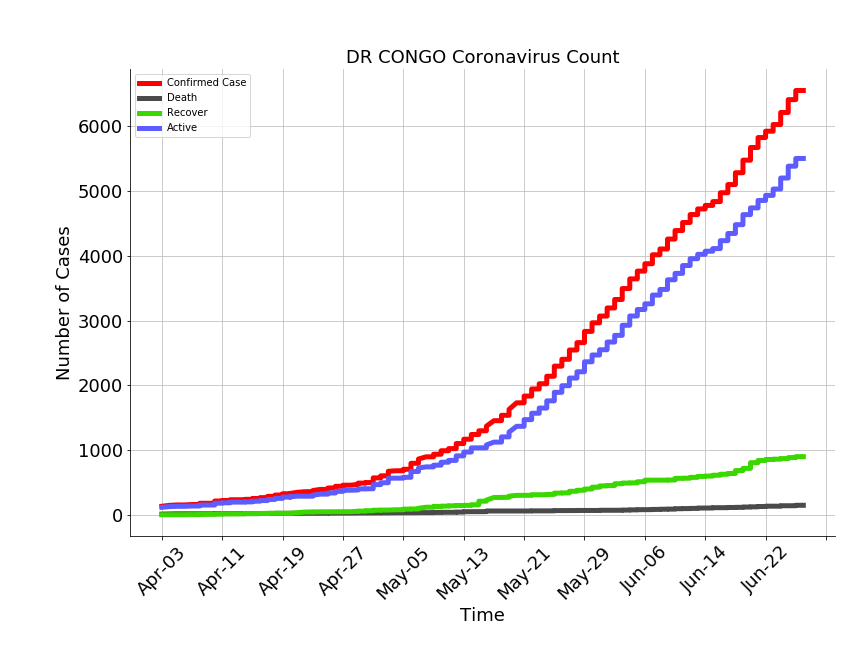 DR CONGO Coronavirus Count
Confirmed Case
Death
Recover
Active
Number of Cases
6000
5000
4000
3000
2000
1000
0
Apr-03
Apr-11
Apr-19
Apr-27
May-05
May-13
May-21
May-29
Jun-06
Jun-14
Jun-22
Time